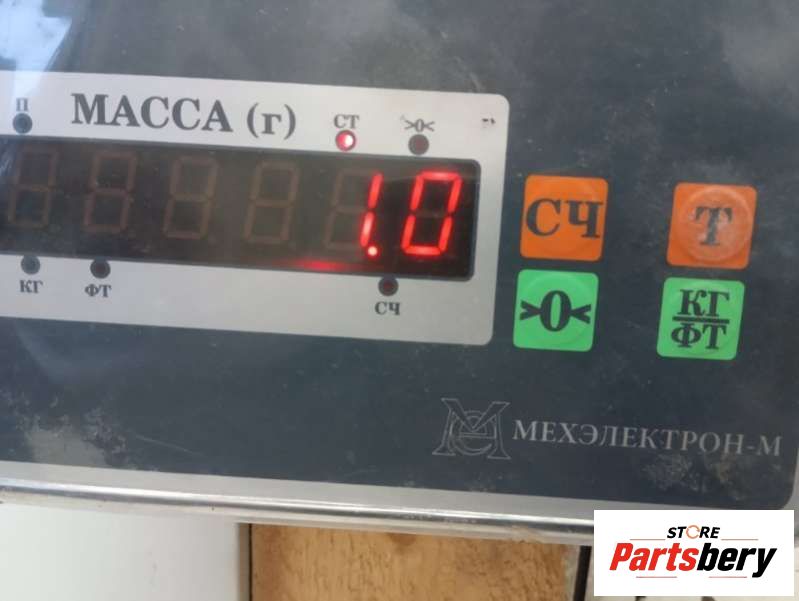 П МАССА (г) СТ >0<
1.0
КГ ФТ СЧ
СЧ Т
>0< КГ
ФТ
МЕХЭЛЕКТРОН-М
STORE
Partsbery